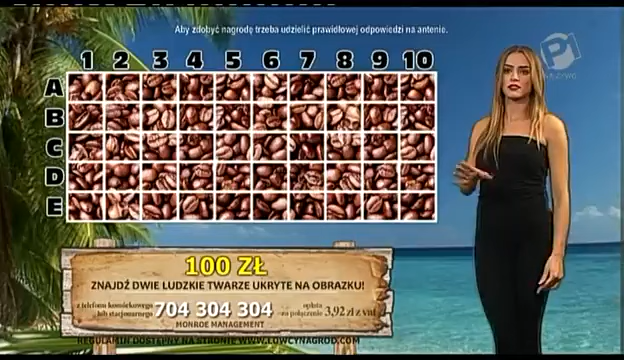 Aby zdobyć nagrodę trzeba udzielić prawidłowej odpowiedzi na antenie.
1 2 3 4 5 6 7 8 9 10
A
B
C
D
E
100 ZŁ
ZNAJDŹ DWIE LUDZKIE TWARZE UKRYTE NA OBRAZKU!
z telefonu komórkowego
lub stacjonarnego 704 304 304 opłata
za połączenie 3,92 zł z vat
MONROE MANAGEMENT
REGULAMIN DOSTĘPNY NA STRONIE WWW.LOWCYNAGROD.COM